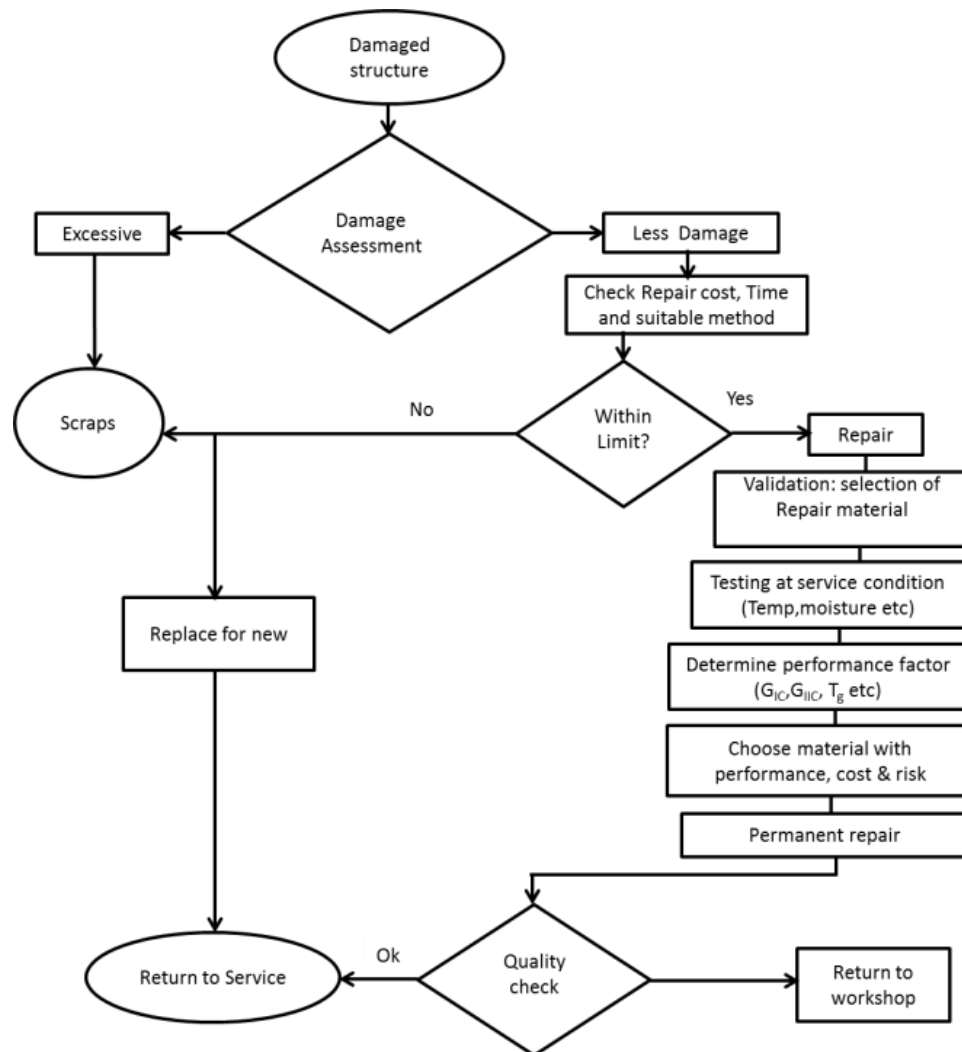 Damaged
structure
Damage
Assessment
Excessive
Less Damage
Check Repair cost, Time
and suitable method
Scraps
No
Within
Limit?
Yes
Repair
Validation: selection of
Repair material
Testing at service condition
(Temp,moisture etc)
Replace for new
Determine performance factor
(GIC,GIIC, Tg etc)
Choose material with
performance, cost & risk
Permanent repair
Return to Service
Ok
Quality
check
Return to
workshop